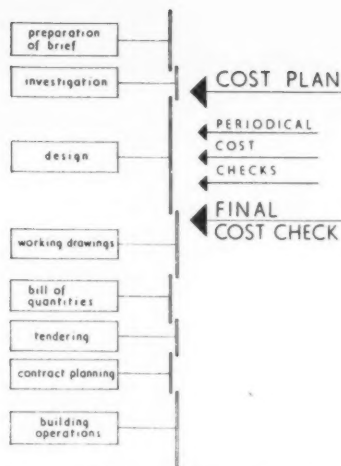 preparation
of brief
investigation
COST PLAN
PERIODICAL
design
COST
CHECKS
FINAL
COST CHECK
working drawings
bill of
quantities
tendering
contract planning
building
operations